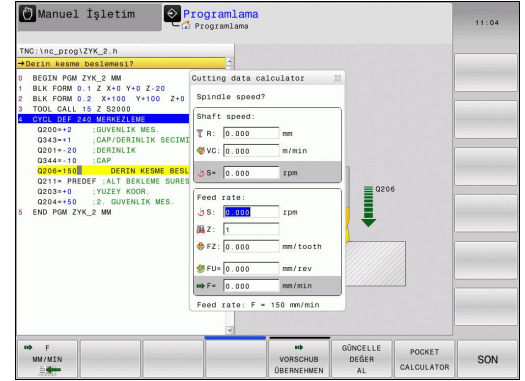 Manuel İşletim
Programlama
Programlama
11:04
TNC:\nc_prog\ZYK_2.h
→Derin kesme beslemesi?
0 BEGIN PGM ZYK_2 MM
1 BLK FORM 0.1 Z X+0 Y+0 Z-20
2 BLK FORM 0.2 X+100 Y+100 Z+0
3 TOOL CALL 15 Z S2000
4 CYCL DEF 240 MERKEZLEME
Q200=+2 ;GUVENLIK MES.
Q343=+1 ;CAP/DERINLIK SECIMI
Q201=-20 ;DERINLIK
Q344=-10 ;CAP
Q206=150 DERIN KESME BESL
Q211= PREDEF ;ALT BEKLEME SURES
Q203=+0 ;YUZEY KOOR.
Q204=+50 ;2. GUVENLIK MES.
5 END PGM ZYK_2 MM
Cutting data calculator
Spindle speed?
Shaft speed:
R: 0.000 mm
VC: 0.000 m/min
S= 0.000 rpm
Feed rate:
S: 0.000 rpm
Z: 1
FZ: 0.000 mm/tooth
FU= 0.000 mm/rev
F= 0.000 mm/min
Feed rate: F = 150 mm/min
Q206
F
MM/MIN
VORSCHUB
ÜBERNEHMEN
GÜNCELLE
DEĞER
AL
POCKET
CALCULATOR
SON